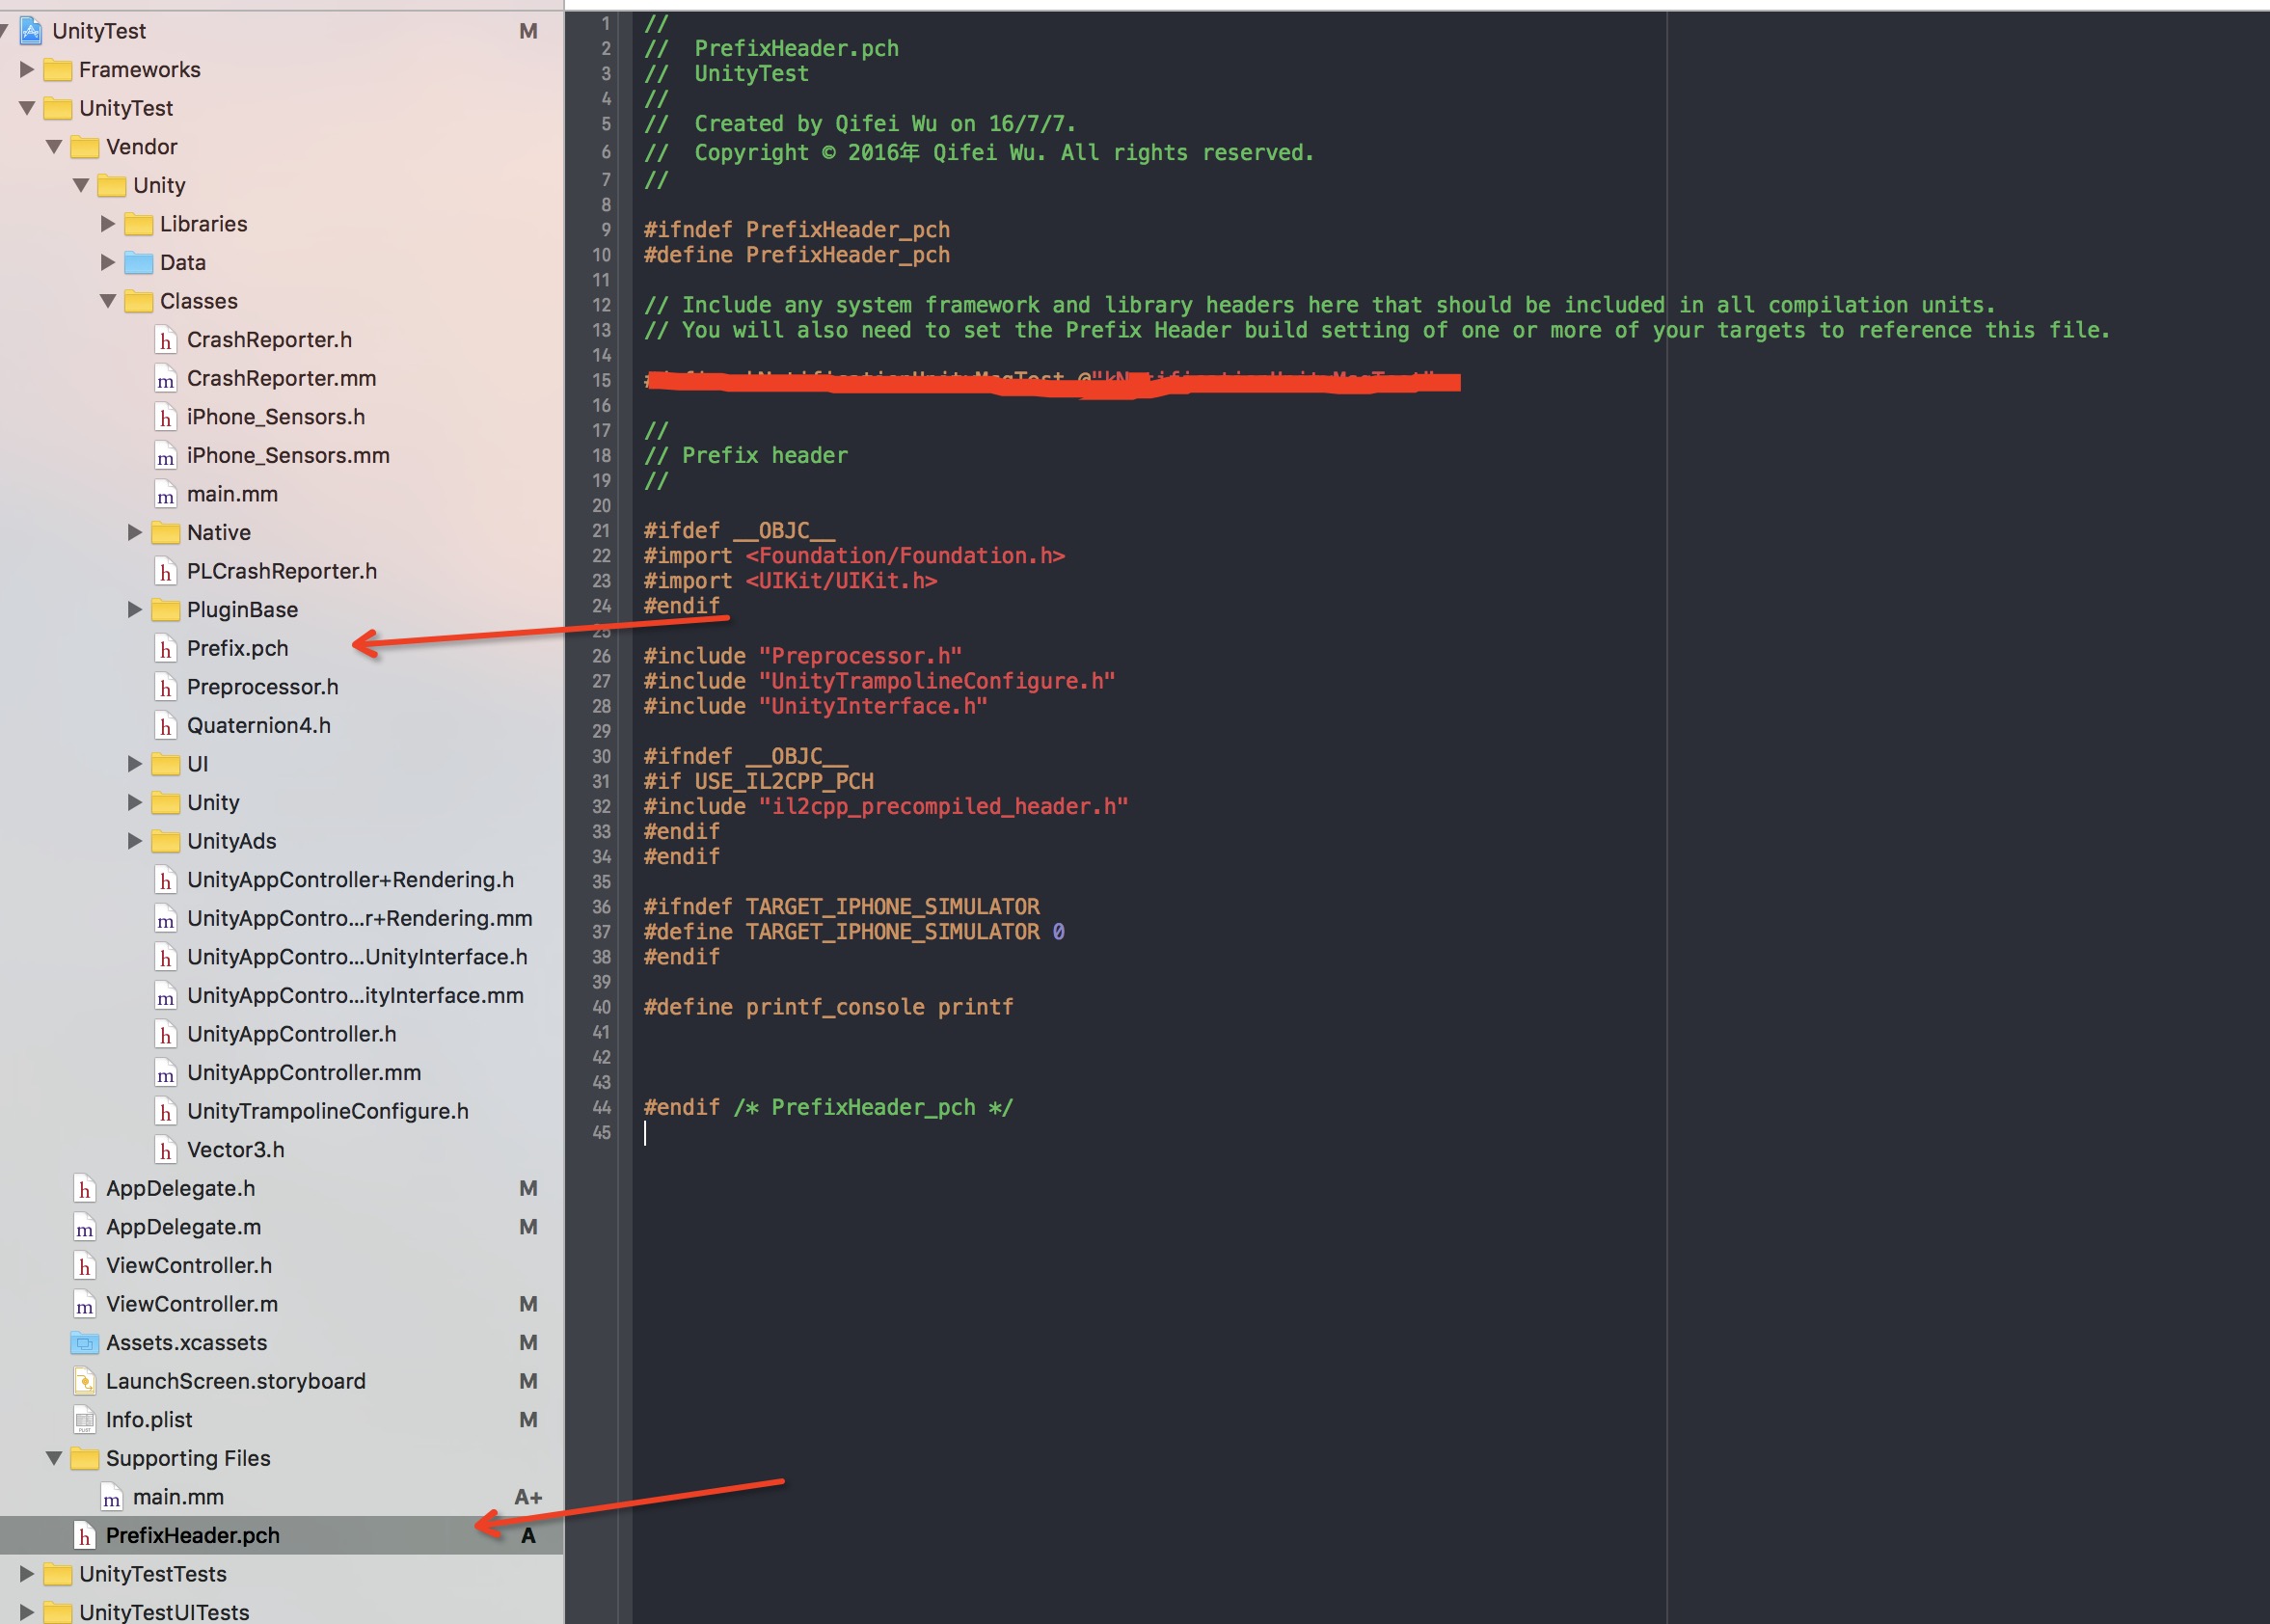 UnityTest M
Frameworks
UnityTest
Vendor
Unity
Libraries
Data
Classes
h CrashReporter.h
m CrashReporter.mm
h iPhone_Sensors.h
m iPhone_Sensors.mm
m main.mm
Native
h PLCrashReporter.h
PluginBase
h Prefix.pch
h Preprocessor.h
h Quaternion4.h
UI
Unity
UnityAds
h UnityAppController+Rendering.h
m UnityAppContro...r+Rendering.mm
h UnityAppContro...UnityInterface.h
m UnityAppContro...ityInterface.mm
h UnityAppController.h
m UnityAppController.mm
h UnityTrampolineConfigure.h
h Vector3.h
h AppDelegate.h M
m AppDelegate.m M
h ViewController.h
m ViewController.m M
Assets.xcassets M
LaunchScreen.storyboard M
Info.plist M
Supporting Files
m main.mm A+
h PrefixHeader.pch A
UnityTestTests
UnityTestUITests
1 //
2 // PrefixHeader.pch
3 // UnityTest
4 //
5 // Created by Qifei Wu on 16/7/7.
6 // Copyright © 2016年 Qifei Wu. All rights reserved.
7 //
8
9 #ifndef PrefixHeader_pch
10 #define PrefixHeader_pch
11
12 // Include any system framework and library headers here that should be included in all compilation units.
13 // You will also need to set the Prefix Header build setting of one or more of your targets to reference this file.
14
15
16
17 //
18 // Prefix header
19 //
20
21 #ifdef __OBJC__
22 #import <Foundation/Foundation.h>
23 #import <UIKit/UIKit.h>
24 #endif
25
26 #include "Preprocessor.h"
27 #include "UnityTrampolineConfigure.h"
28 #include "UnityInterface.h"
29
30 #ifndef __OBJC__
31 #if USE_IL2CPP_PCH
32 #include "il2cpp_precompiled_header.h"
33 #endif
34 #endif
35
36 #ifndef TARGET_IPHONE_SIMULATOR
37 #define TARGET_IPHONE_SIMULATOR 0
38 #endif
39
40 #define printf_console printf
41
42
43
44 #endif /* PrefixHeader_pch */
45